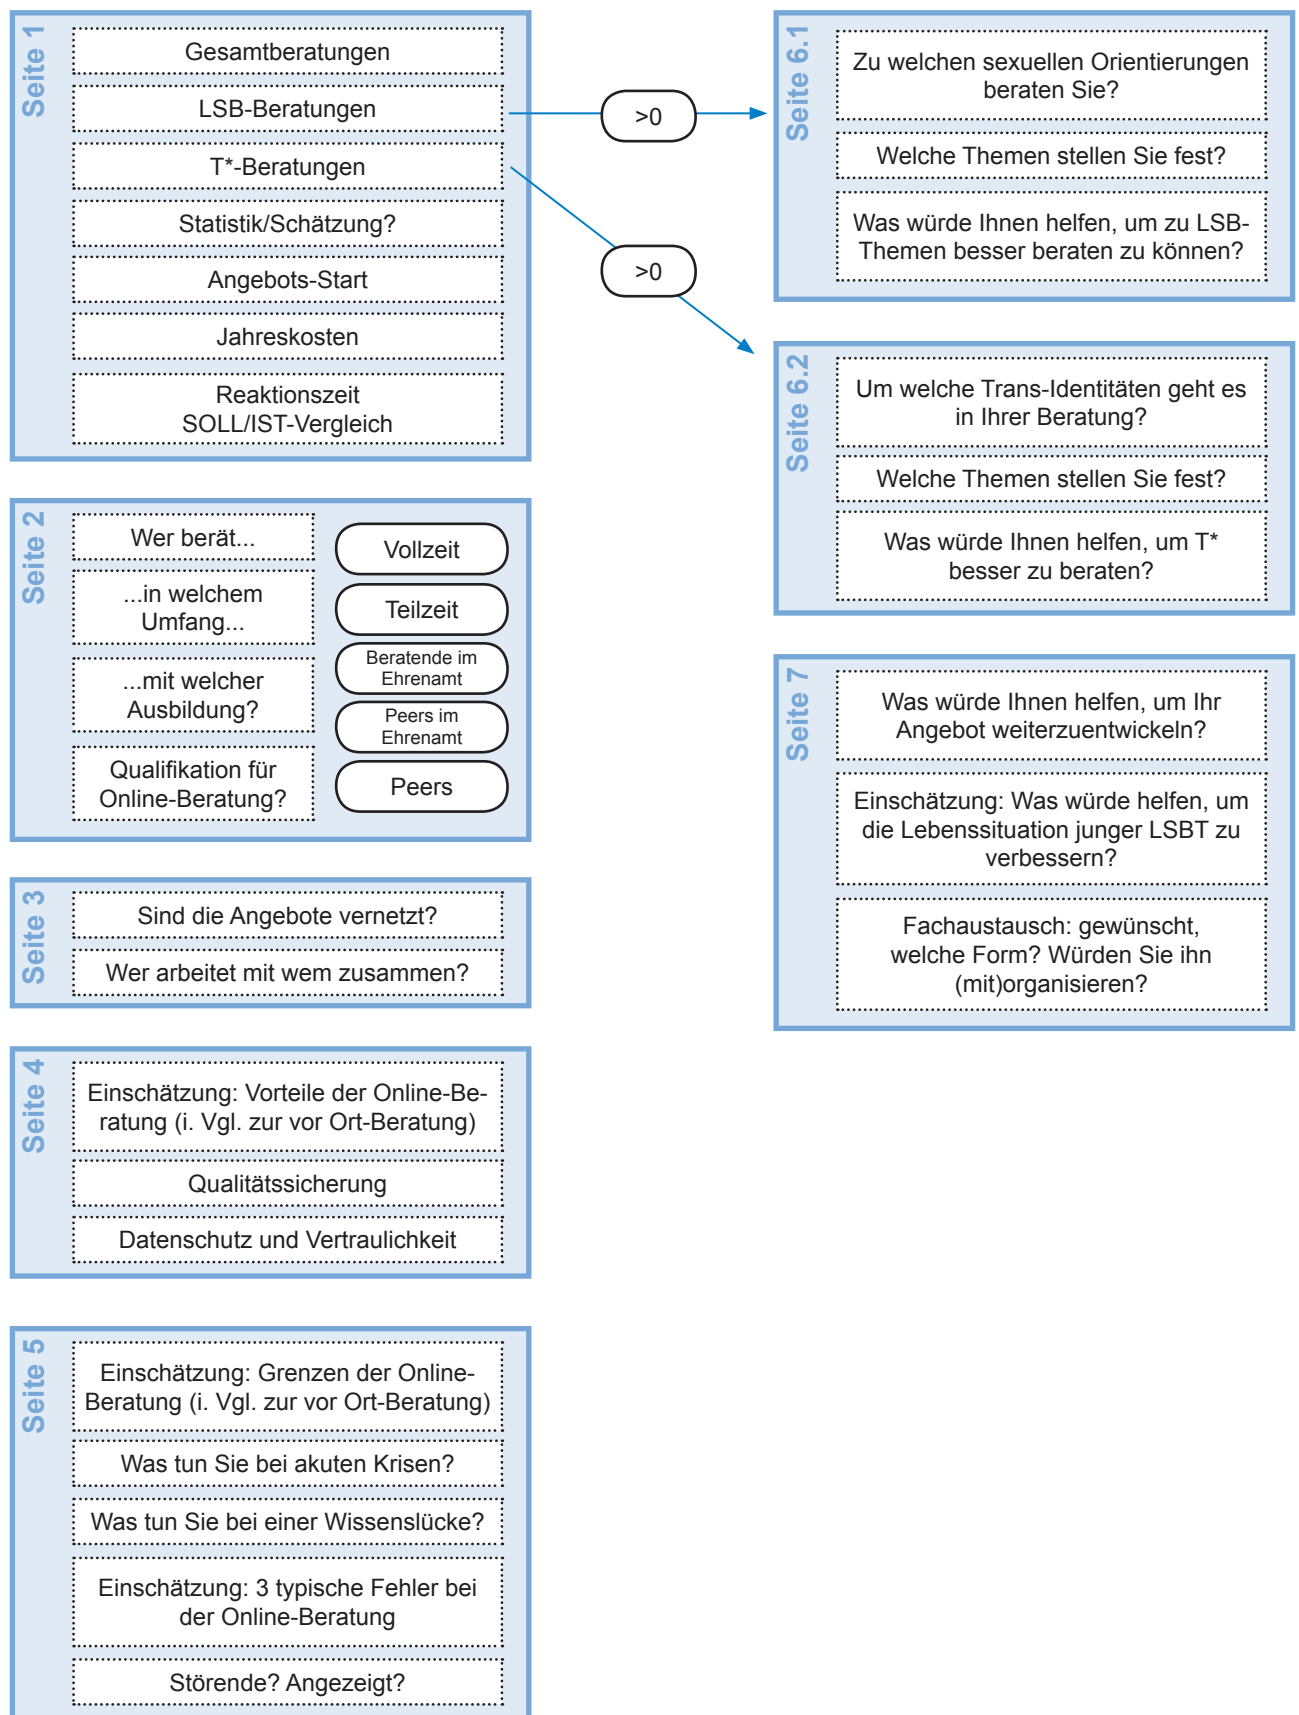 Seite 1
Gesamtberatungen
LSB-Beratungen
T*-Beratungen
Statistik/Schätzung?
Angebots-Start
Jahreskosten
Reaktionszeit
SOLL/IST-Vergleich
>0
>0
Seite 2
Wer berät...
...in welchem
Umfang...
...mit welcher
Ausbildung?
Qualifikation für
Online-Beratung?
Vollzeit
Teilzeit
Beratende im
Ehrenamt
Peers im
Ehrenamt
Peers
Seite 3
Sind die Angebote vernetzt?
Wer arbeitet mit wem zusammen?
Seite 4
Einschätzung: Vorteile der Online-Be-
ratung (i. Vgl. zur vor Ort-Beratung)
Qualitätssicherung
Datenschutz und Vertraulichkeit
Seite 5
Einschätzung: Grenzen der Online-
Beratung (i. Vgl. zur vor Ort-Beratung)
Was tun Sie bei akuten Krisen?
Was tun Sie bei einer Wissenslücke?
Einschätzung: 3 typische Fehler bei
der Online-Beratung
Störende? Angezeigt?
Seite 6.1
Zu welchen sexuellen Orientierungen
beraten Sie?
Welche Themen stellen Sie fest?
Was würde Ihnen helfen, um zu LSB-
Themen besser beraten zu können?
Seite 6.2
Um welche Trans-Identitäten geht es
in Ihrer Beratung?
Welche Themen stellen Sie fest?
Was würde Ihnen helfen, um T*
besser zu beraten?
Seite 7
Was würde Ihnen helfen, um Ihr
Angebot weiterzuentwickeln?
Einschätzung: Was würde helfen, um
die Lebenssituation junger LSBT zu
verbessern?
Fachaustausch: gewünscht,
welche Form? Würden Sie ihn
(mit)organisieren?